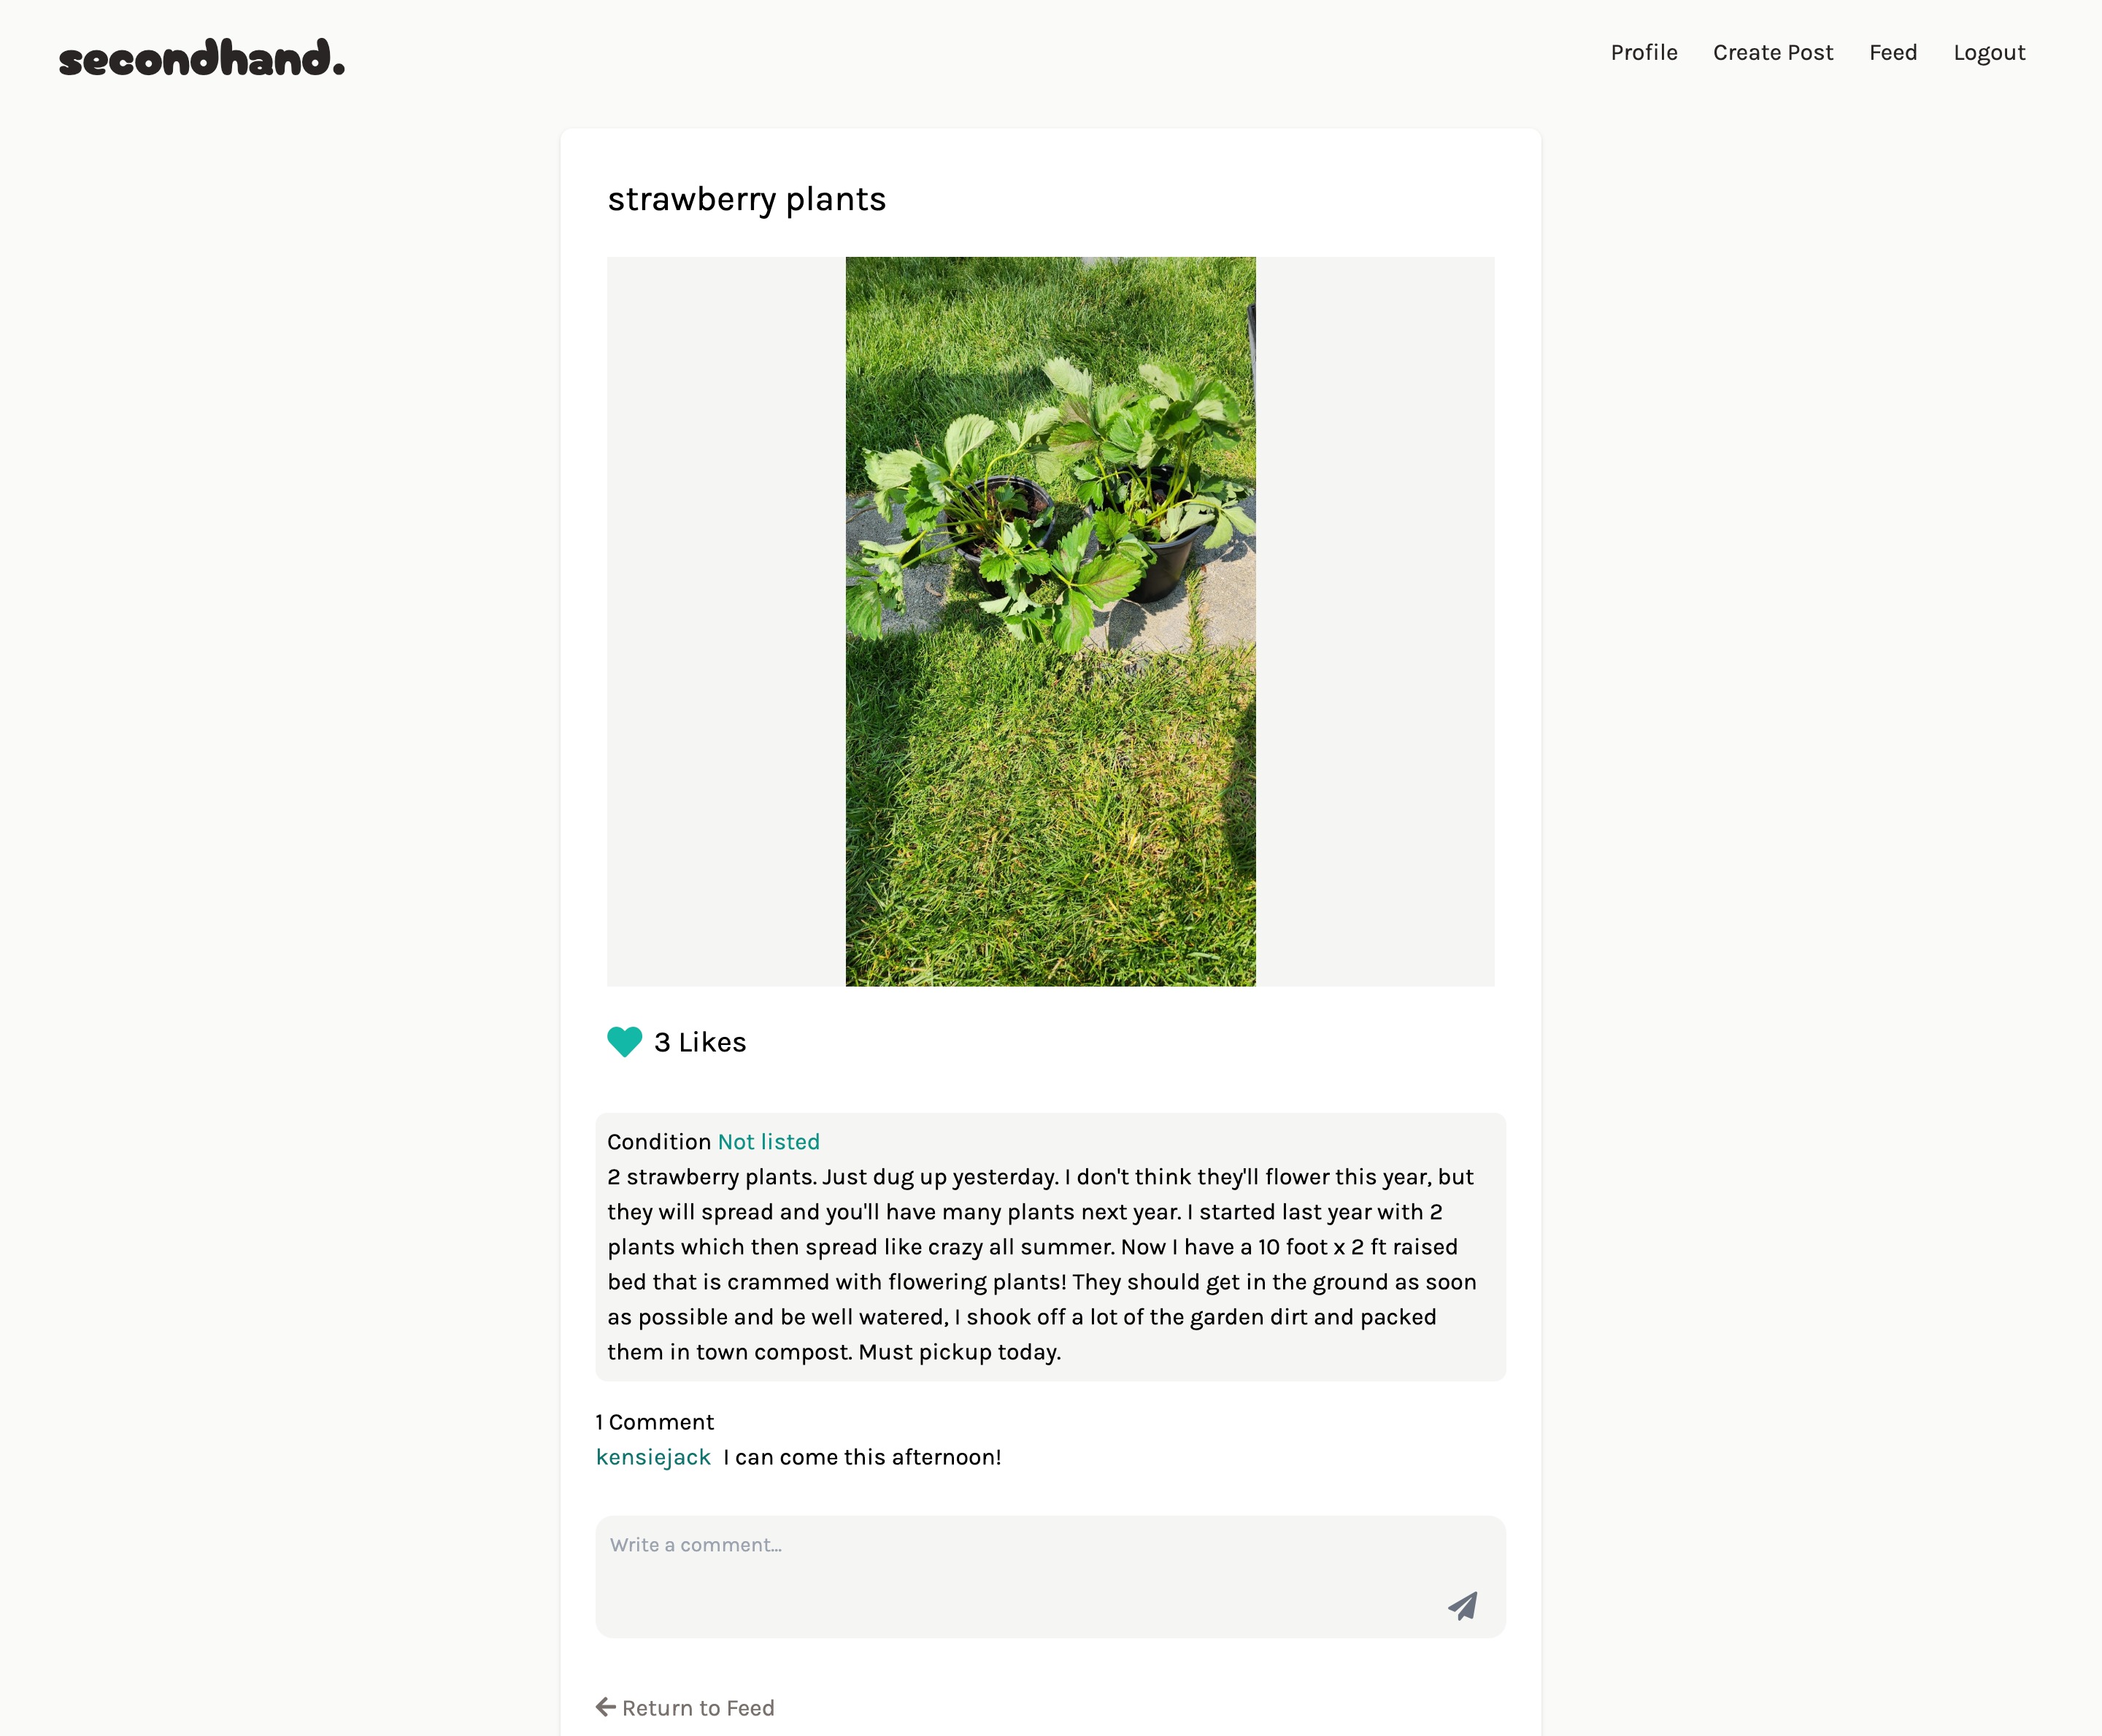 secondhand.
Profile Create Post Feed Logout
strawberry plants
3 Likes
Condition Not listed
2 strawberry plants. Just dug up yesterday. I don't think they'll flower this year, but
they will spread and you'll have many plants next year. I started last year with 2
plants which then spread like crazy all summer. Now I have a 10 foot x 2 ft raised
bed that is crammed with flowering plants! They should get in the ground as soon
as possible and be well watered, I shook off a lot of the garden dirt and packed
them in town compost. Must pickup today.
1 Comment
kensiejack I can come this afternoon!
Write a comment...
Return to Feed